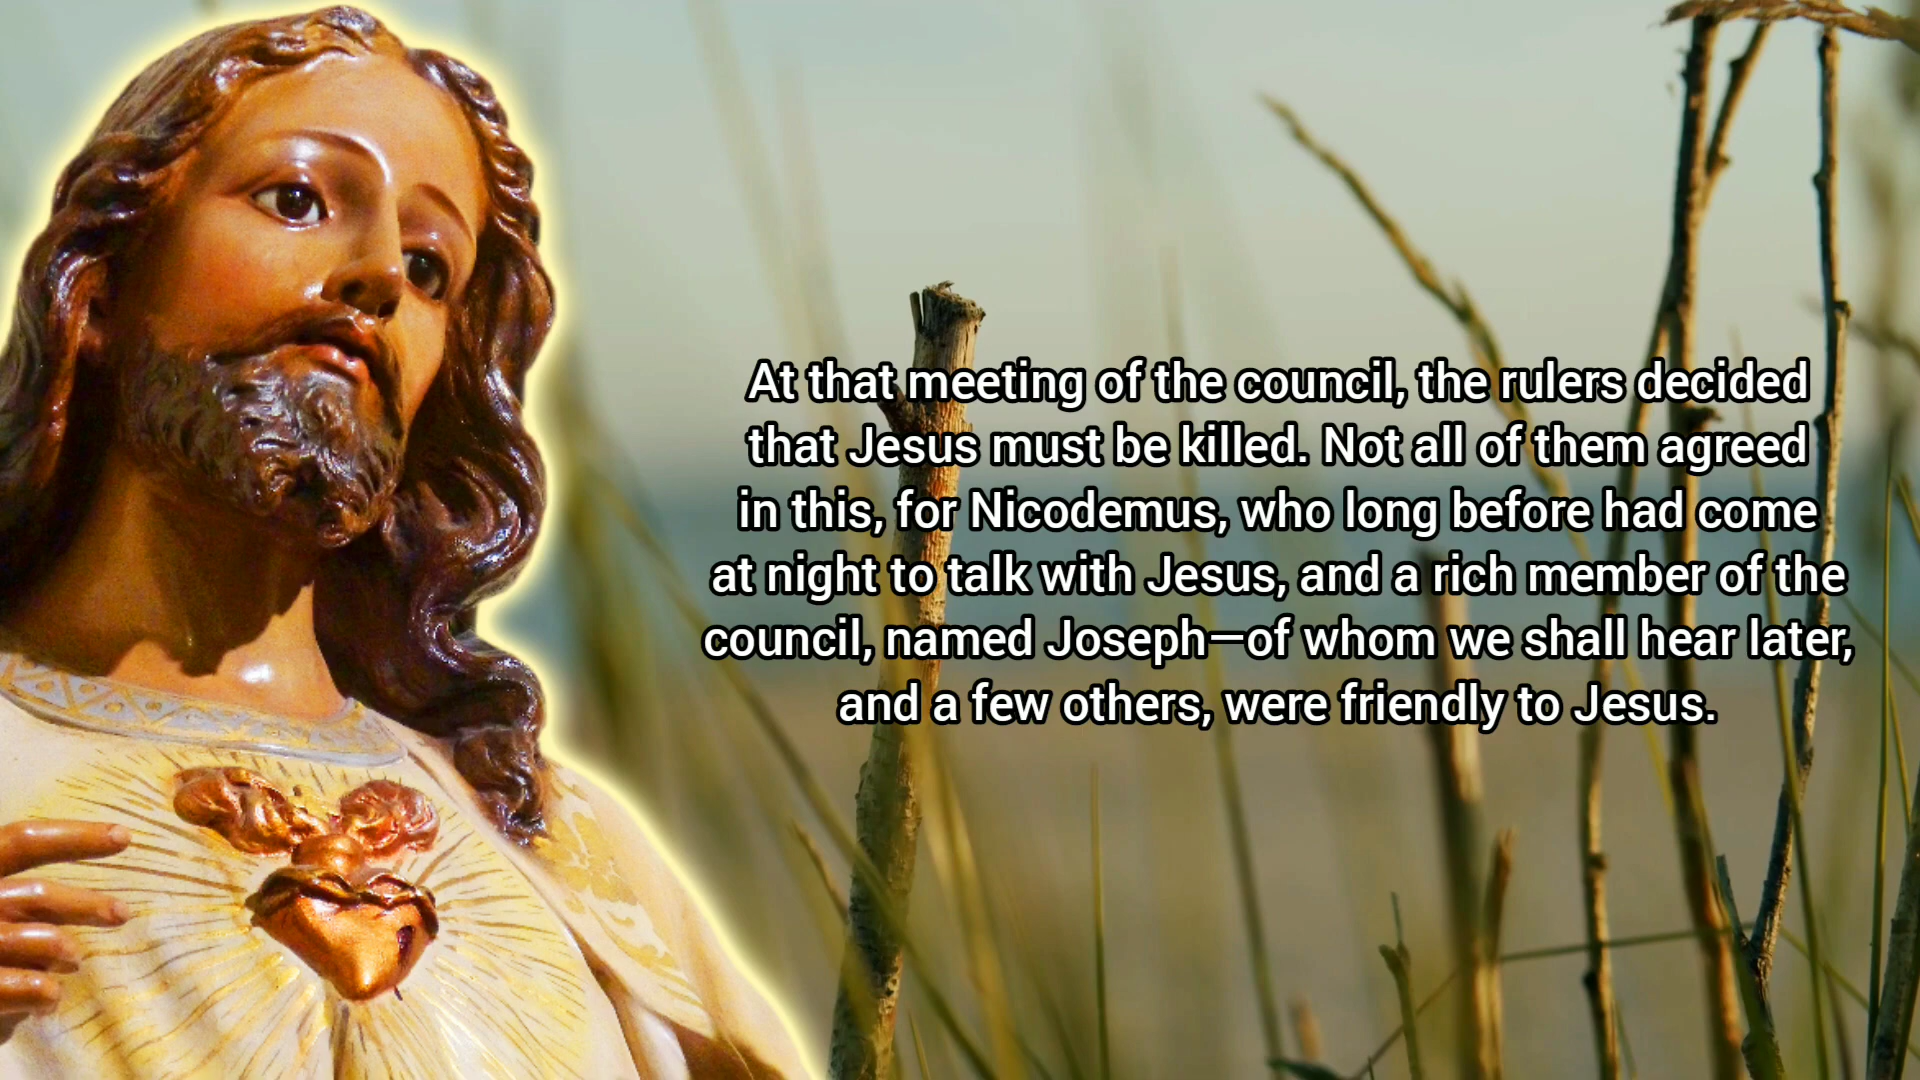 At that meeting of the council, the rulers decided
that Jesus must be killed. Not all of them agreed
in this, for Nicodemus, who long before had come
at night to talk with Jesus, and a rich member of the
council, named Joseph—of whom we shall hear later,
and a few others, were friendly to Jesus.